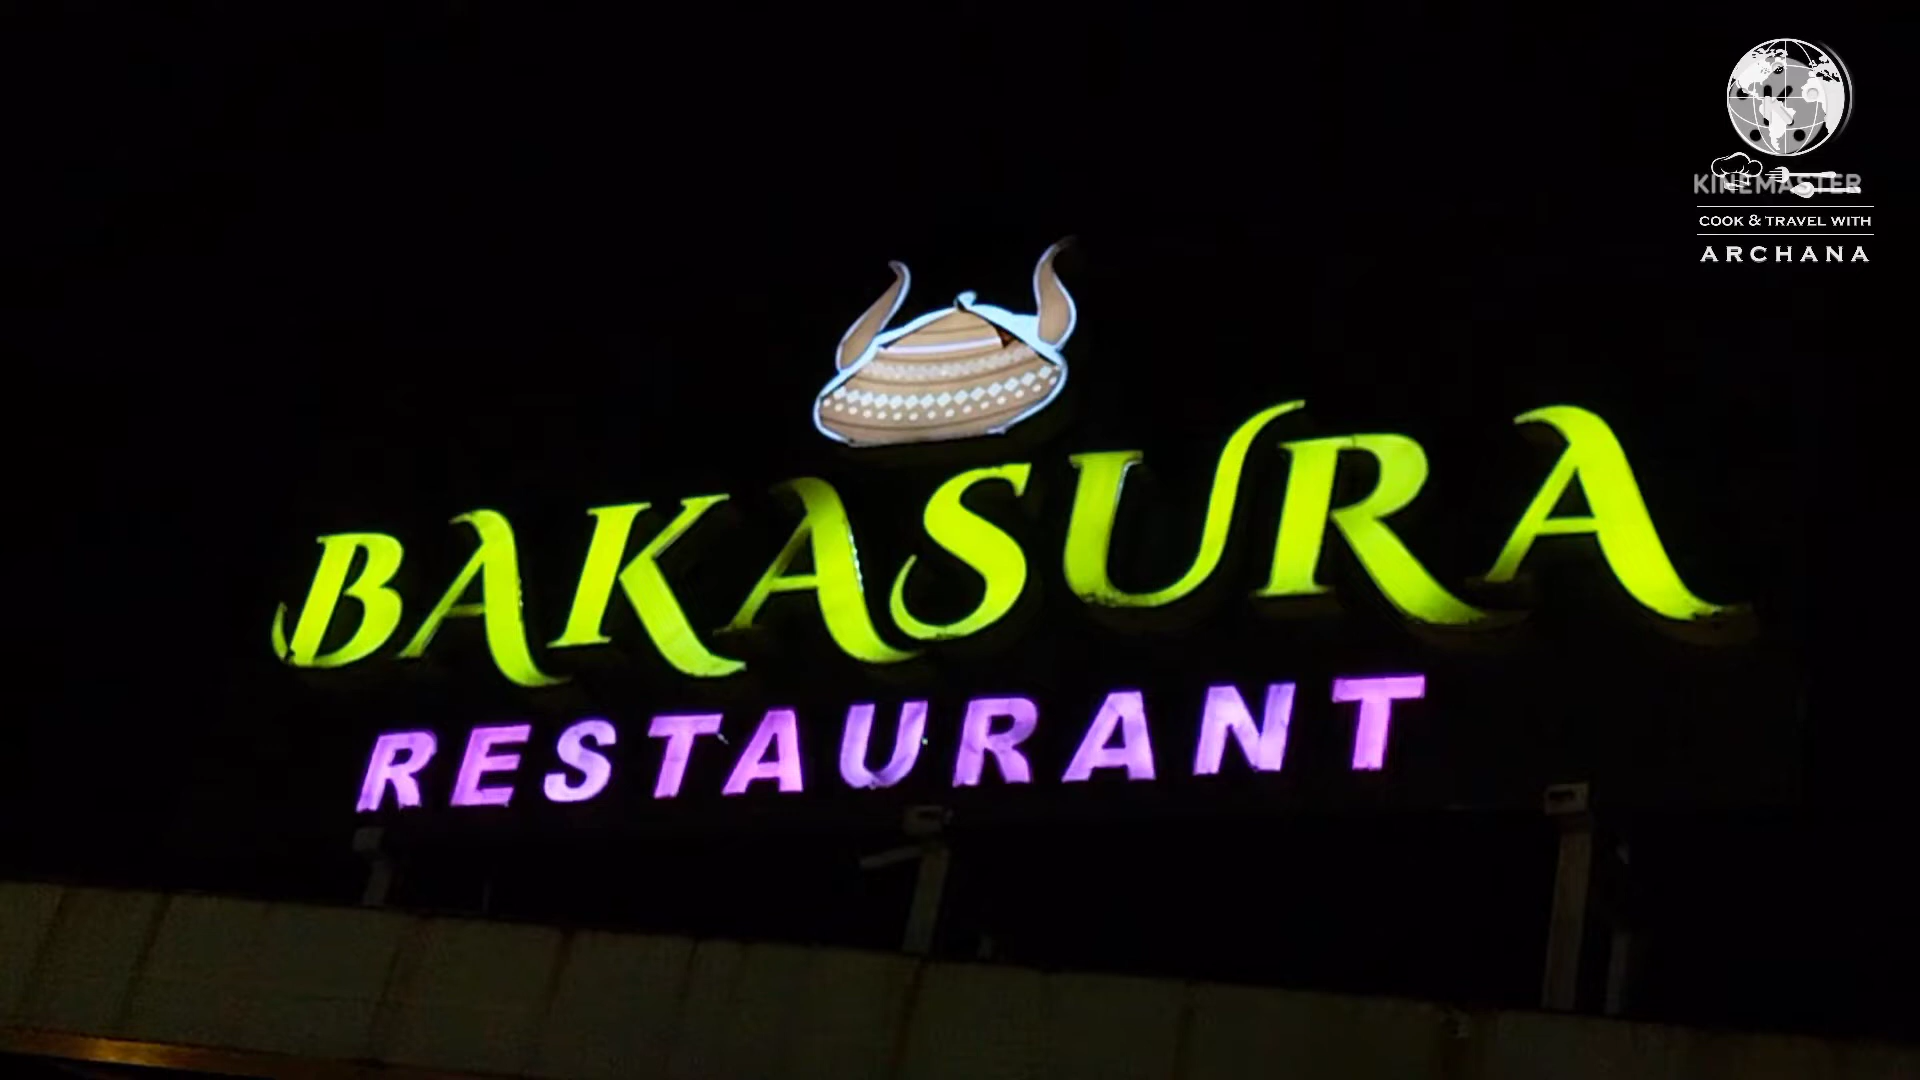 BAKASURA
RESTAURANT
KINEMASTER
COOK & TRAVEL WITH
ARCHANA